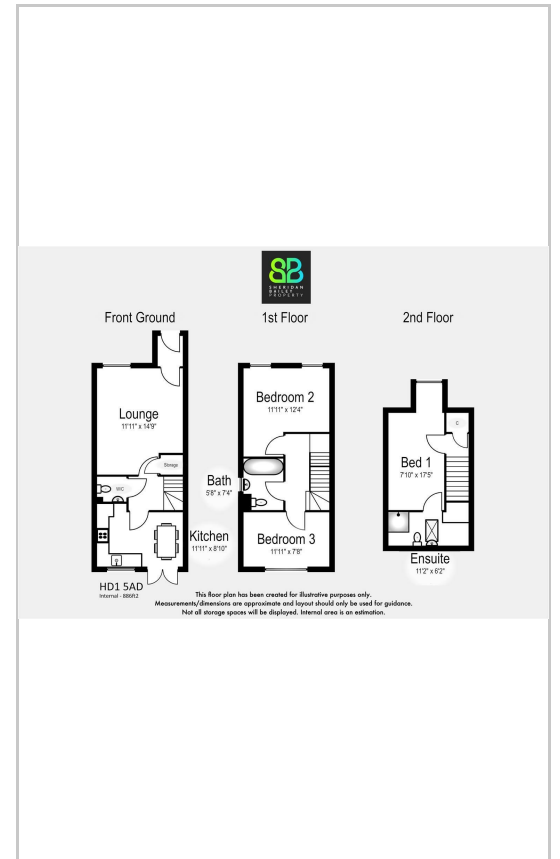 SB
SHERIDAN
BAILEY
PROPERTY
Front Ground
1st Floor
2nd Floor
Lounge
11'11" x 14'9"
Storage
WC
Kitchen
11'11" x 8'10"
HD1 5AD
Internal - 886ft2
Bedroom 2
11'11" x 12'4"
Bath
5'8" x 7'4"
Bedroom 3
11'11" x 7'8"
C
Bed 1
7'10" x 17'5"
Ensuite
11'2" x 6'2"
This floor plan has been created for illustrative purposes only.
Measurements/dimensions are approximate and layout should only be used for guidance.
Not all storage spaces will be displayed. Internal area is an estimation.